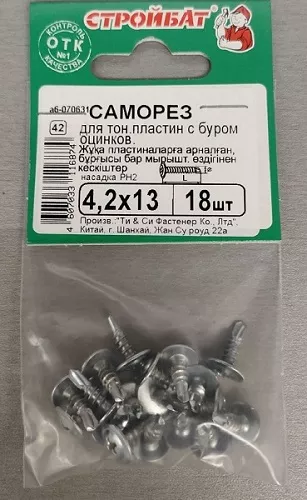 КОНТРОЛЬ
ОТК
№1
КАЧЕСТВА
СТРОЙБАТ®
а6-070631
42
САМОРЕЗ
для тон.пластин с буром
оцинков.
Жұқа пластиналарға арналған,
бұрғысы бар мырышт. өздігінен
кескіштер
насадка PH2
L
4,2x13
18шт
Произв.:"Ти & Си Фастенер Ко., Лтд".
Китай, г. Шанхай, Жан Су роуд 22а